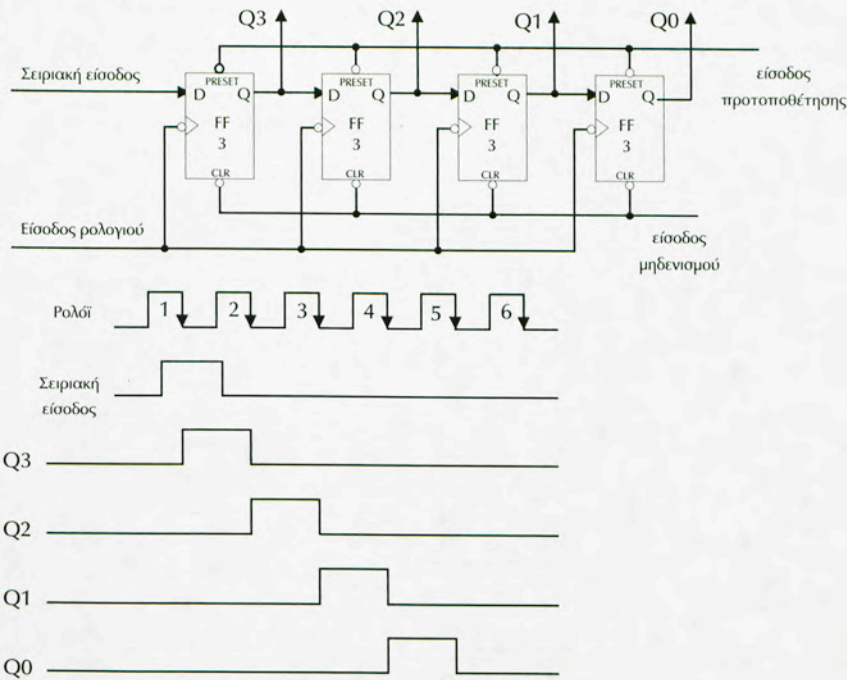 Q3 Q2 Q1 Q0
Σειριακή είσοδος
PRESET PRESET PRESET PRESET
D Q D Q D Q D Q
FF FF FF FF
3 3 3 3
CLR CLR CLR CLR
είσοδος
προτοποθέτησης
Είσοδος ρολογιού
είσοδος
μηδενισμού
Ρολόϊ 1 2 3 4 5 6
Σειριακή
είσοδος
Q3
Q2
Q1
Q0